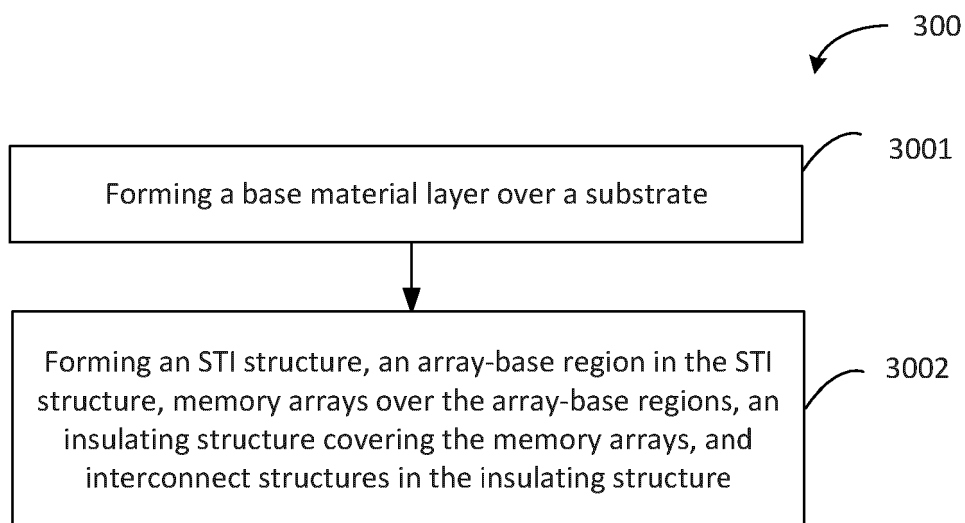 300
3001
Forming a base material layer over a substrate
Forming an STI structure, an array-base region in the STI
structure, memory arrays over the array-base regions, an
insulating structure covering the memory arrays, and
interconnect structures in the insulating structure
3002